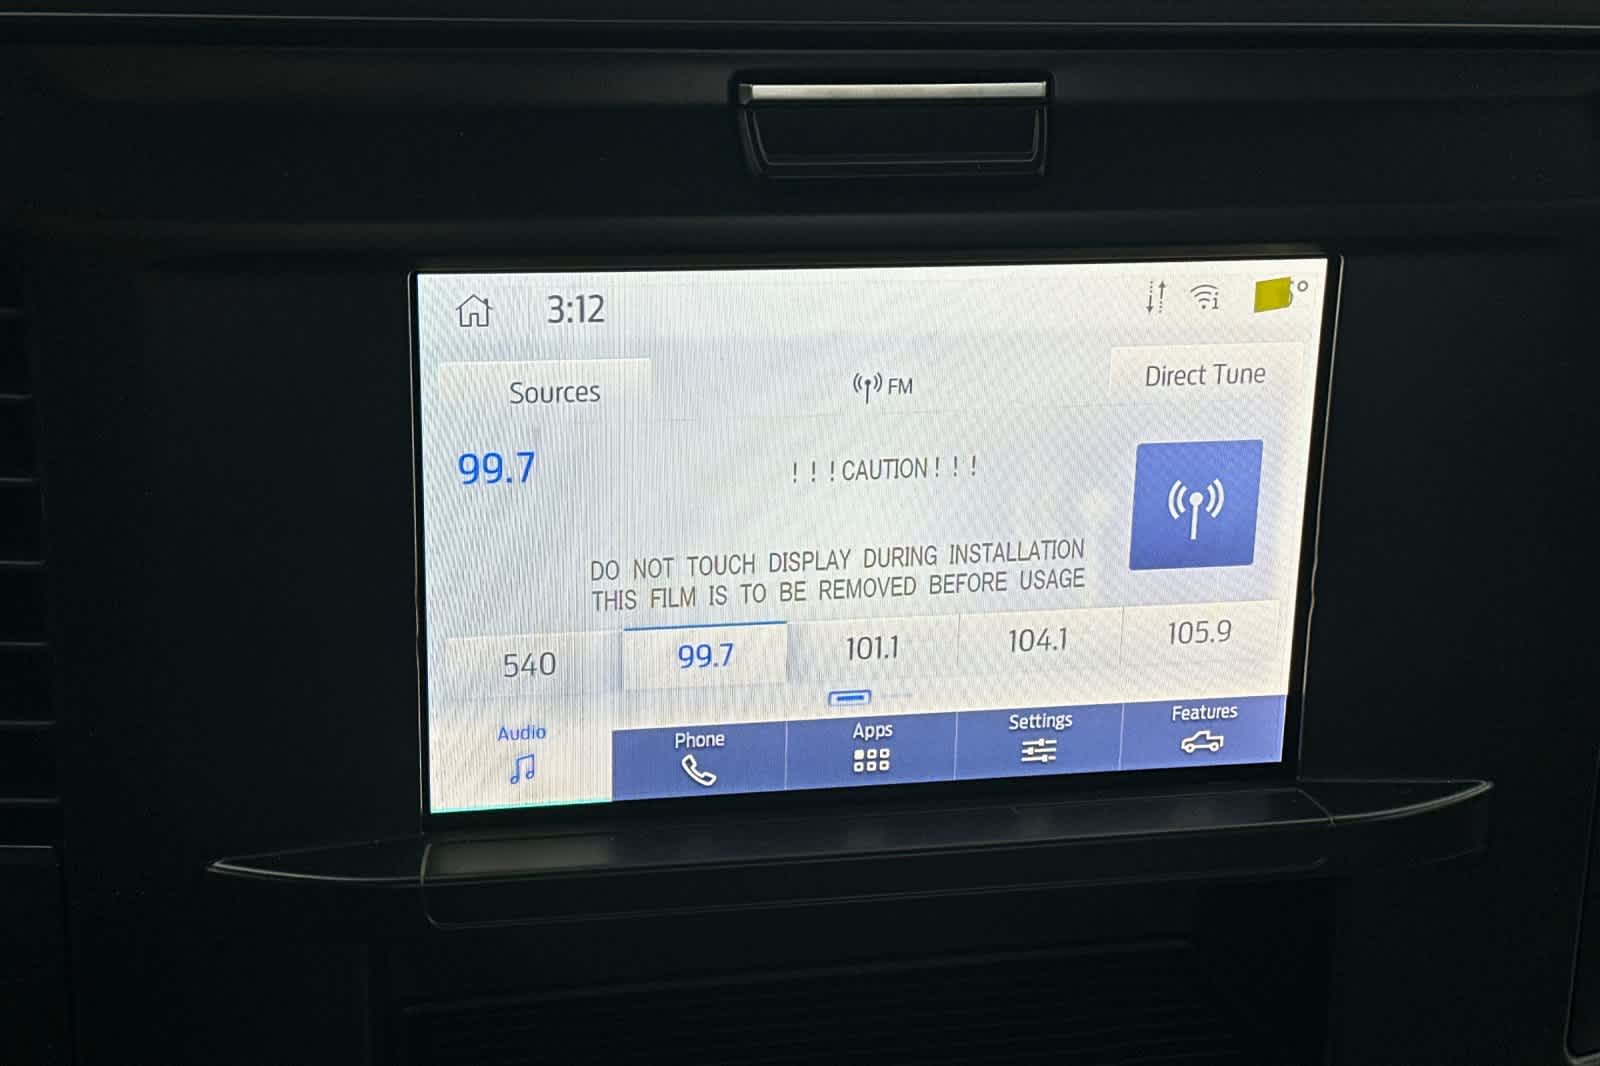 3:12
Sources
FM
Direct Tune
99.7
! ! ! CAUTION ! ! !
DO NOT TOUCH DISPLAY DURING INSTALLATION
THIS FILM IS TO BE REMOVED BEFORE USAGE
540
99.7
101.1
104.1
105.9
Audio
Phone
Apps
Settings
Features